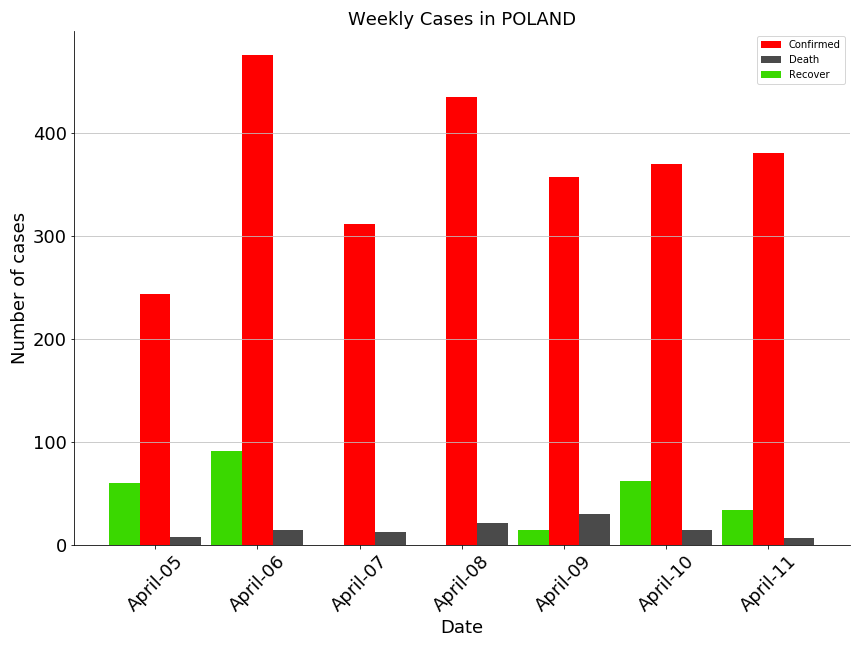 Weekly Cases in POLAND
Confirmed
Death
Recover
Number of cases
400
300
200
100
0
April-05
April-06
April-07
April-08
April-09
April-10
April-11
Date